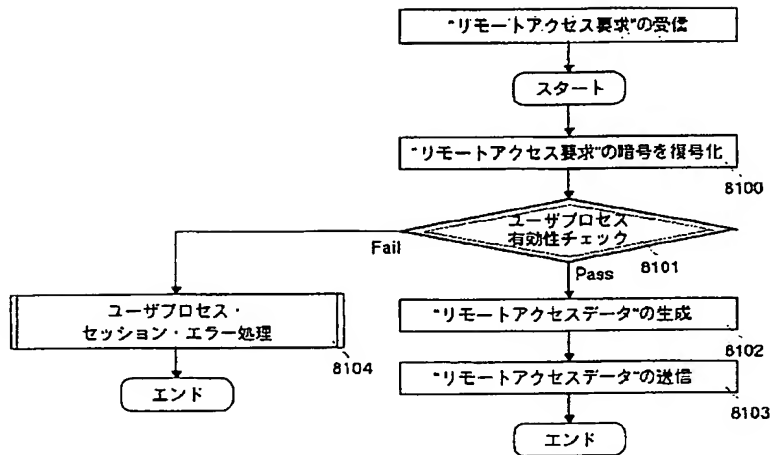 “リモートアクセス要求”の受信
スタート
“リモートアクセス要求”の暗号を復号化
8100
ユーザプロセス
有効性チェック
8101
Fail
Pass
ユーザプロセス・
セッション・エラー処理
8104
エンド
“リモートアクセスデータ”の生成
8102
“リモートアクセスデータ”の送信
8103
エンド